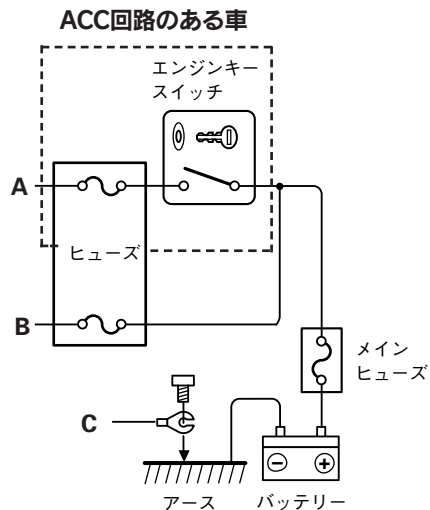 ACC回路のある車
エンジンキー
スイッチ
A
ヒューズ
B
メイン
ヒューズ
C
アース
バッテリー